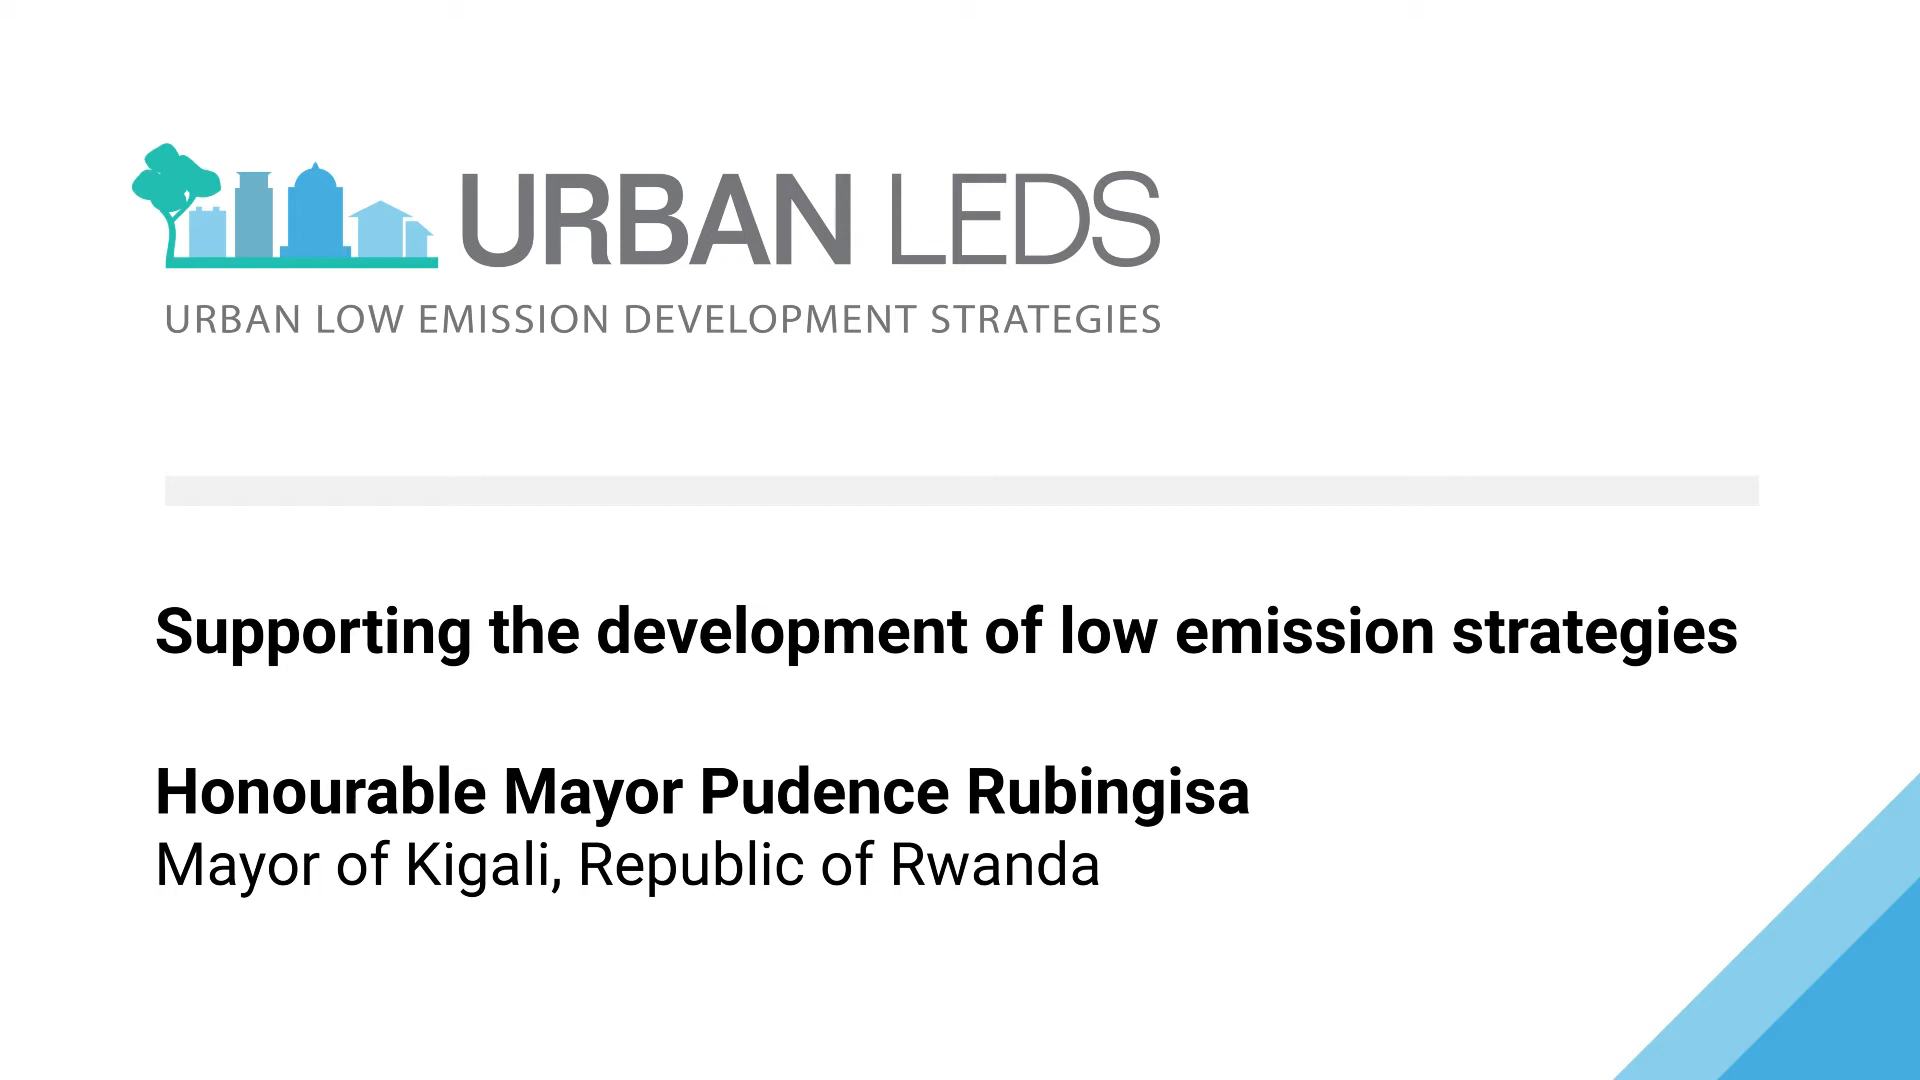 URBAN LEDS
URBAN LOW EMISSION DEVELOPMENT STRATEGIES
Supporting the development of low emission strategies
Honourable Mayor Pudence Rubingisa
Mayor of Kigali, Republic of Rwanda